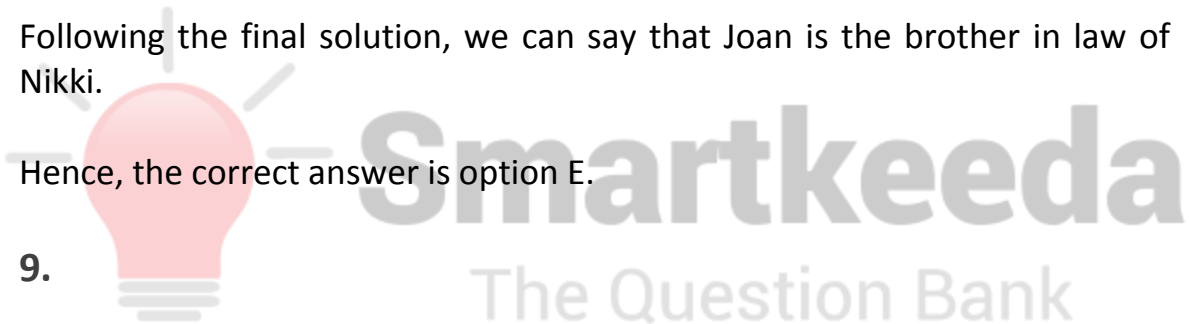 Following the final solution, we can say that Joan is the brother in law of
Nikki.
Hence, the correct answer is option E.
Smartkeeda
9.
The Question Bank